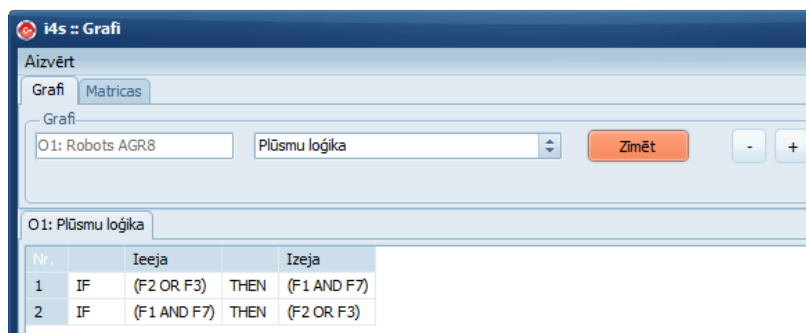 i4s :: Grafi
Aizvērt
Grafi Matricas
Grafi
O1: Robots AGR8 Plūsmu loģika Zīmēt - +
O1: Plūsmu loģika
Nr. Ieeja Izeja
1 IF (F2 OR F3) THEN (F1 AND F7)
2 IF (F1 AND F7) THEN (F2 OR F3)